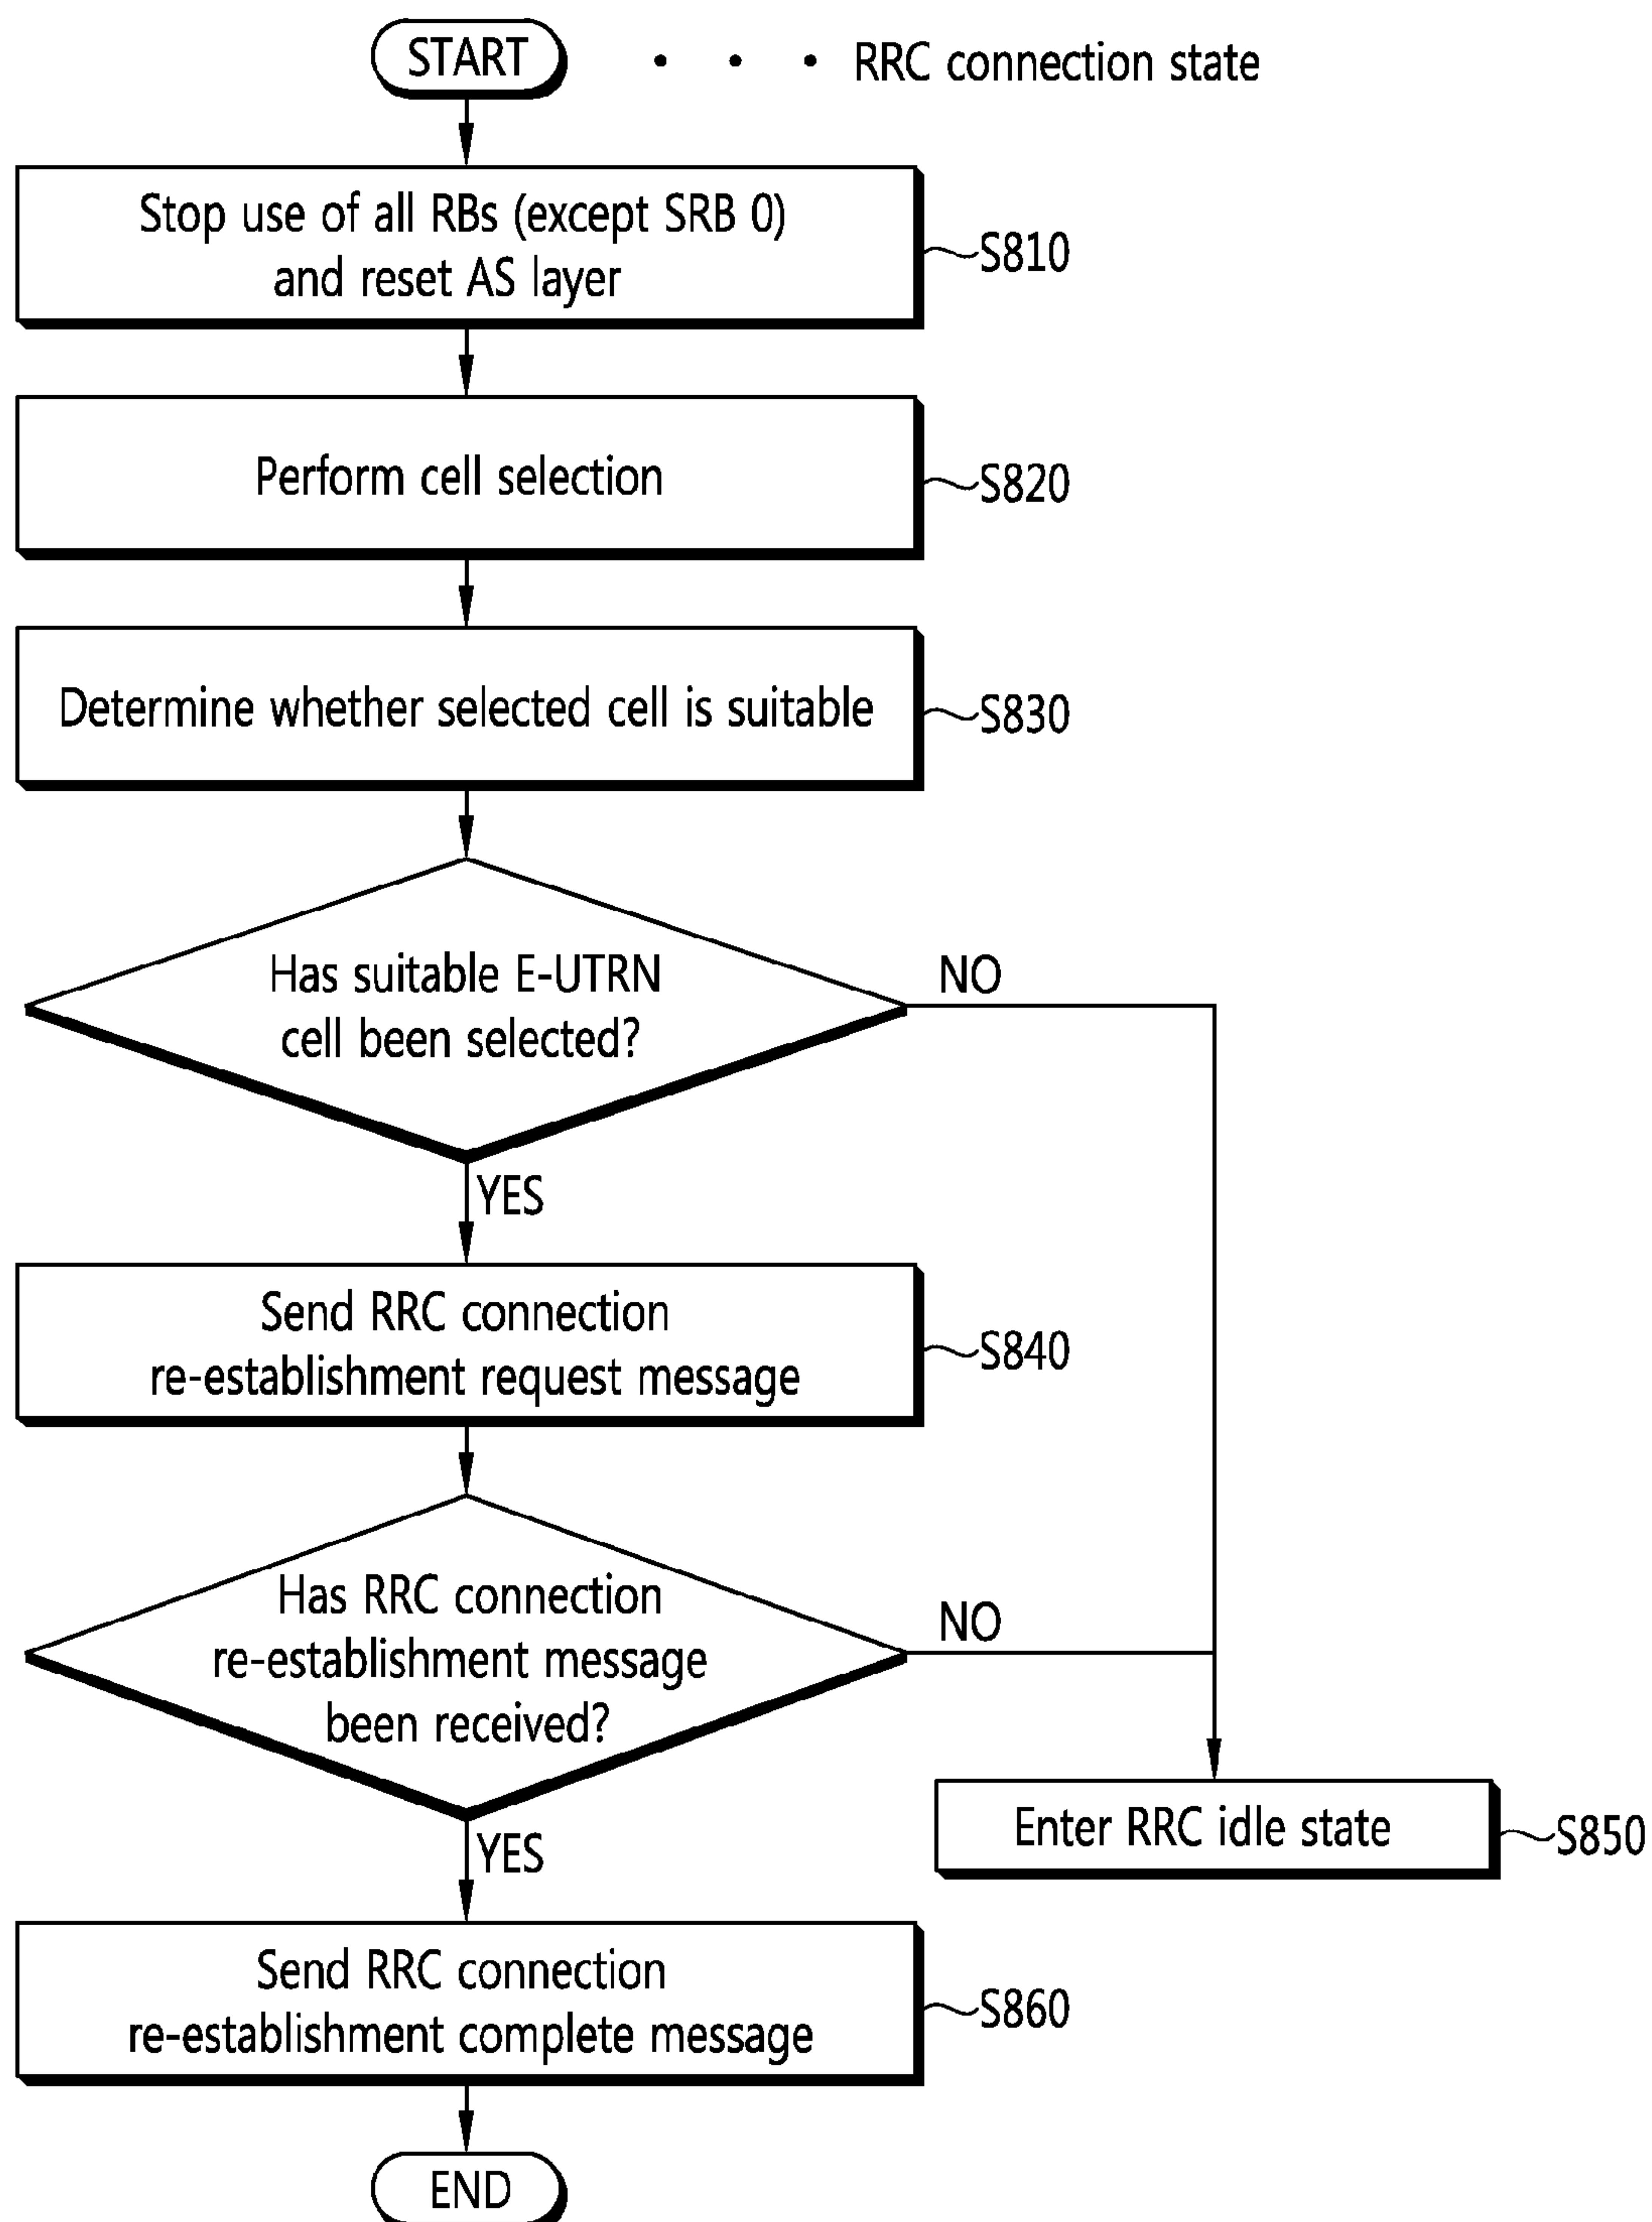 START
· · · RRC connection state
Stop use of all RBs (except SRB 0)
and reset AS layer
S810
Perform cell selection
S820
Determine whether selected cell is suitable
S830
Has suitable E-UTRN
cell been selected?
NO
YES
Send RRC connection
re-establishment request message
S840
Has RRC connection
re-establishment message
been received?
NO
YES
Enter RRC idle state
S850
Send RRC connection
re-establishment complete message
S860
END